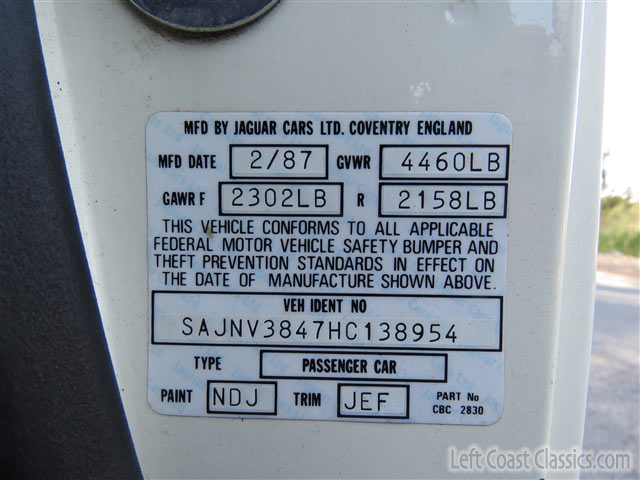 MFD BY JAGUAR CARS LTD. COVENTRY ENGLAND
MFD DATE 2/87 GVWR 4460LB
GAWR F 2302LB R 2158LB
THIS VEHICLE CONFORMS TO ALL APPLICABLE
FEDERAL MOTOR VEHICLE SAFETY BUMPER AND
THEFT PREVENTION STANDARDS IN EFFECT ON
THE DATE OF MANUFACTURE SHOWN ABOVE.
VEH IDENT NO
SAJNV3847HC138954
TYPE PASSENGER CAR
PAINT NDJ TRIM JEF PART No
CBC 2830
Left Coast Classics.com